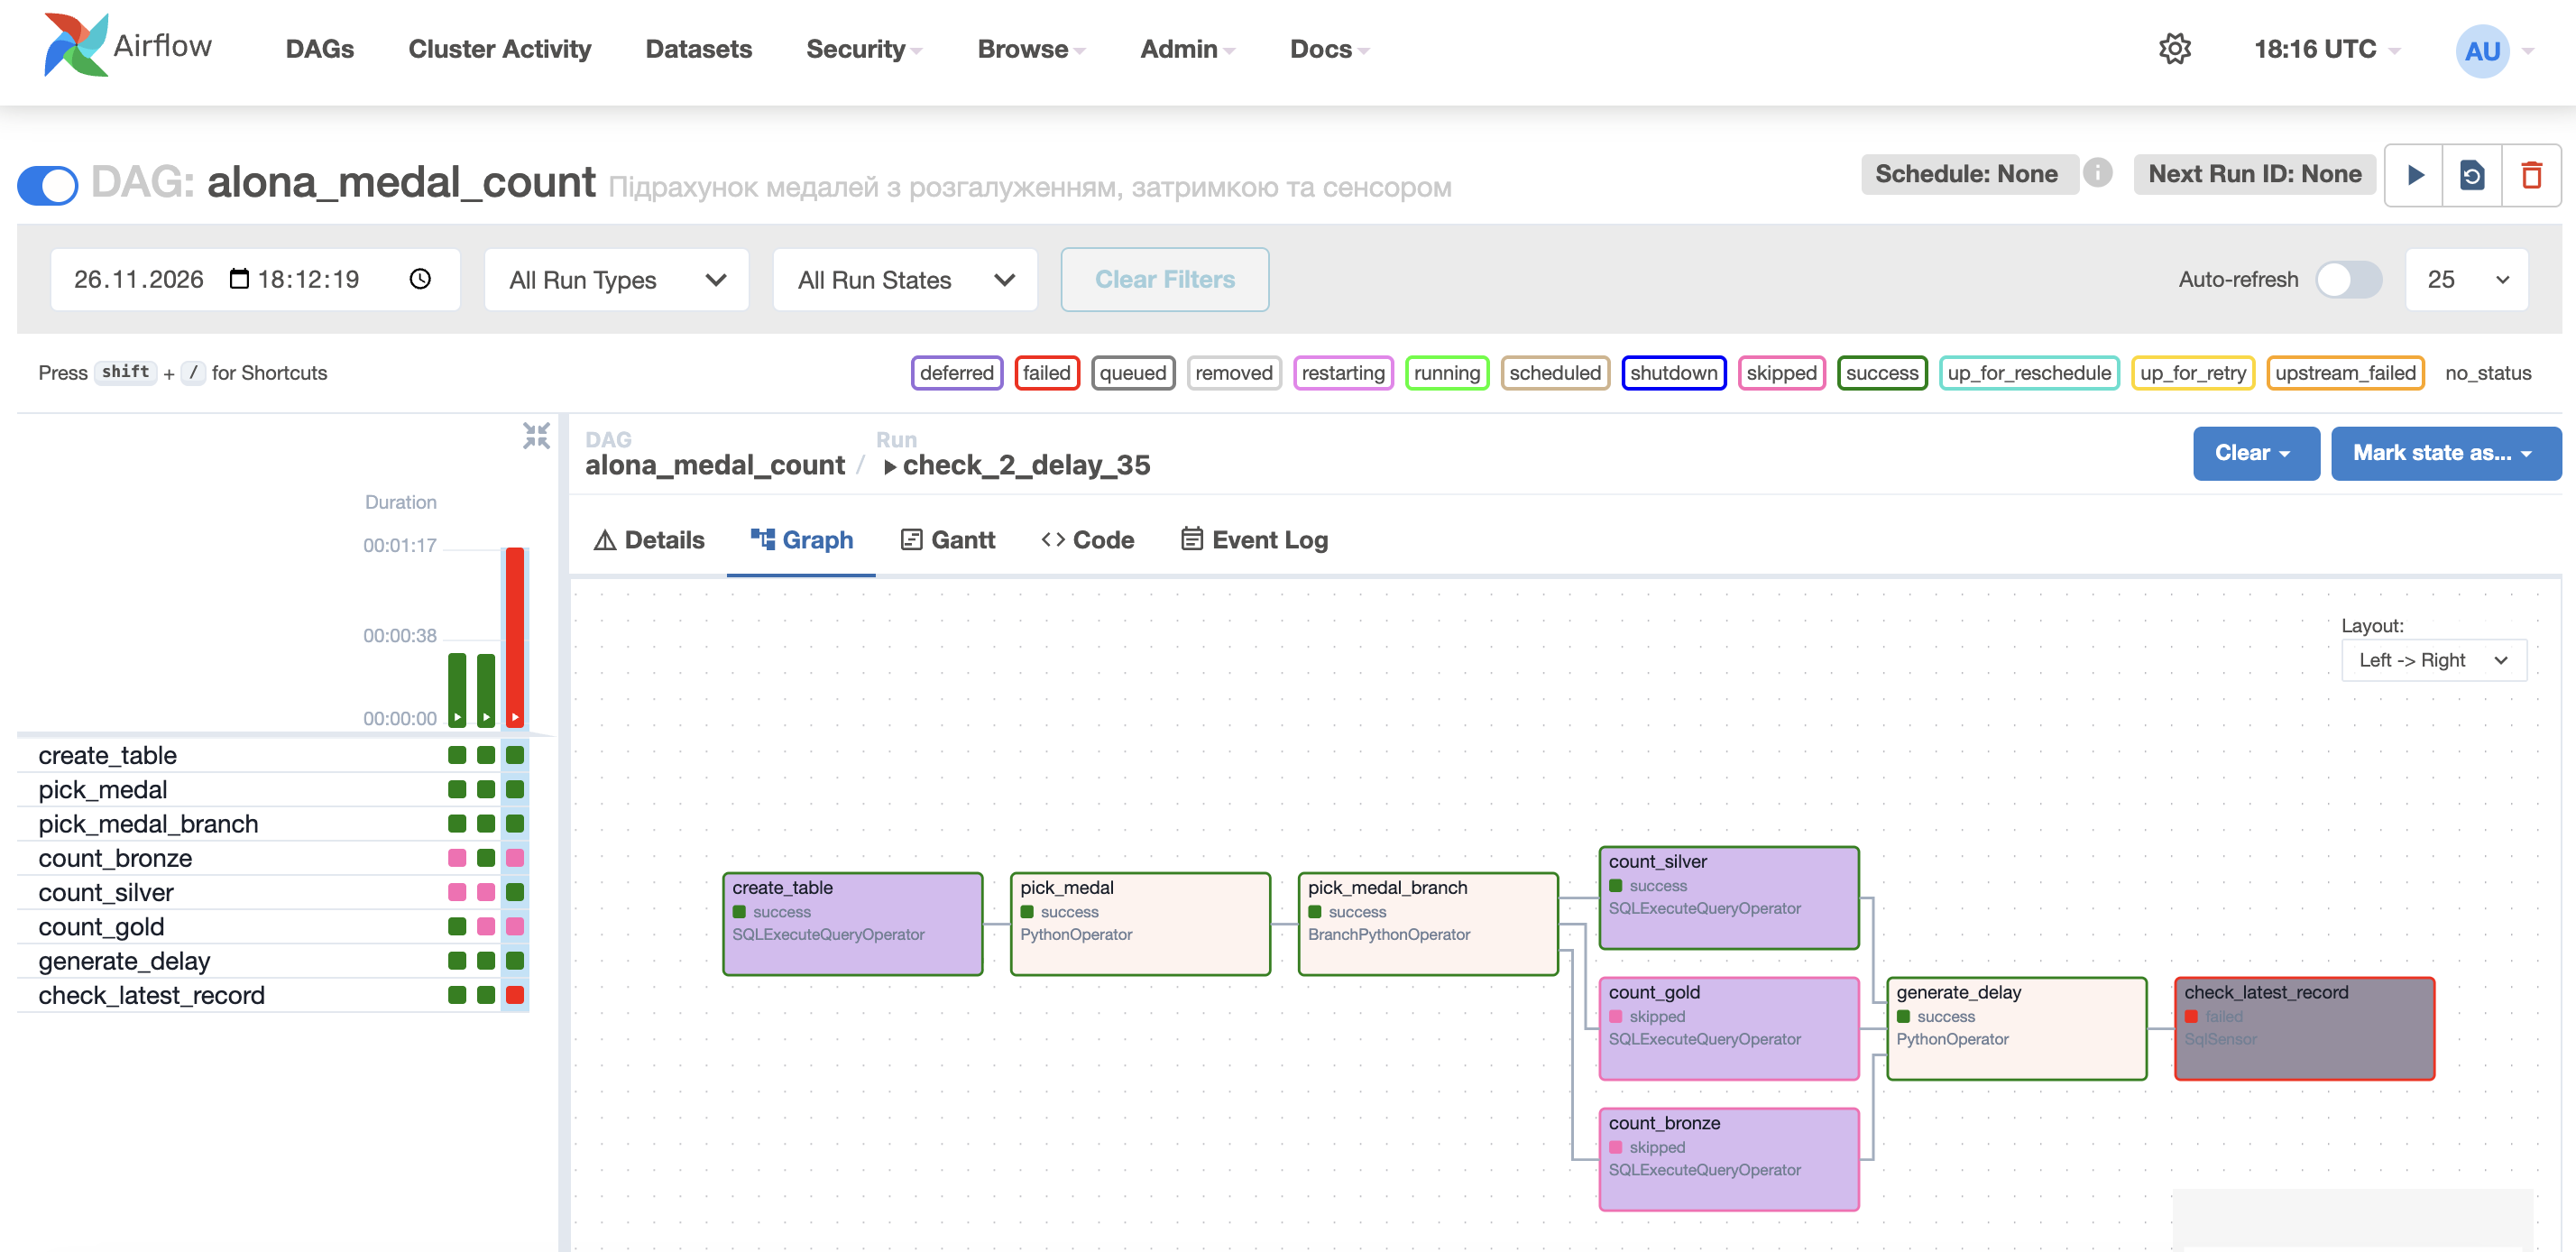 Airflow DAGs Cluster Activity Datasets Security Browse Admin Docs 18:16 UTC AU
DAG: alona_medal_count Підрахунок медалей з розгалуженням, затримкою та сенсором Schedule: None i Next Run ID: None
26.11.2026 18:12:19 All Run Types All Run States Clear Filters Auto-refresh 25
Press shift + / for Shortcuts deferred failed queued removed restarting running scheduled shutdown skipped success up_for_reschedule up_for_retry upstream_failed no_status
DAG Run
alona_medal_count / check_2_delay_35 Clear Mark state as...
Details Graph Gantt Code Event Log
Duration
00:01:17
00:00:38
00:00:00
create_table
pick_medal
pick_medal_branch
count_bronze
count_silver
count_gold
generate_delay
check_latest_record
Layout:
Left -> Right
create_table
success
SQLExecuteQueryOperator
pick_medal
success
PythonOperator
pick_medal_branch
success
BranchPythonOperator
count_silver
success
SQLExecuteQueryOperator
count_gold
skipped
SQLExecuteQueryOperator
count_bronze
skipped
SQLExecuteQueryOperator
generate_delay
success
PythonOperator
check_latest_record
failed
SqlSensor